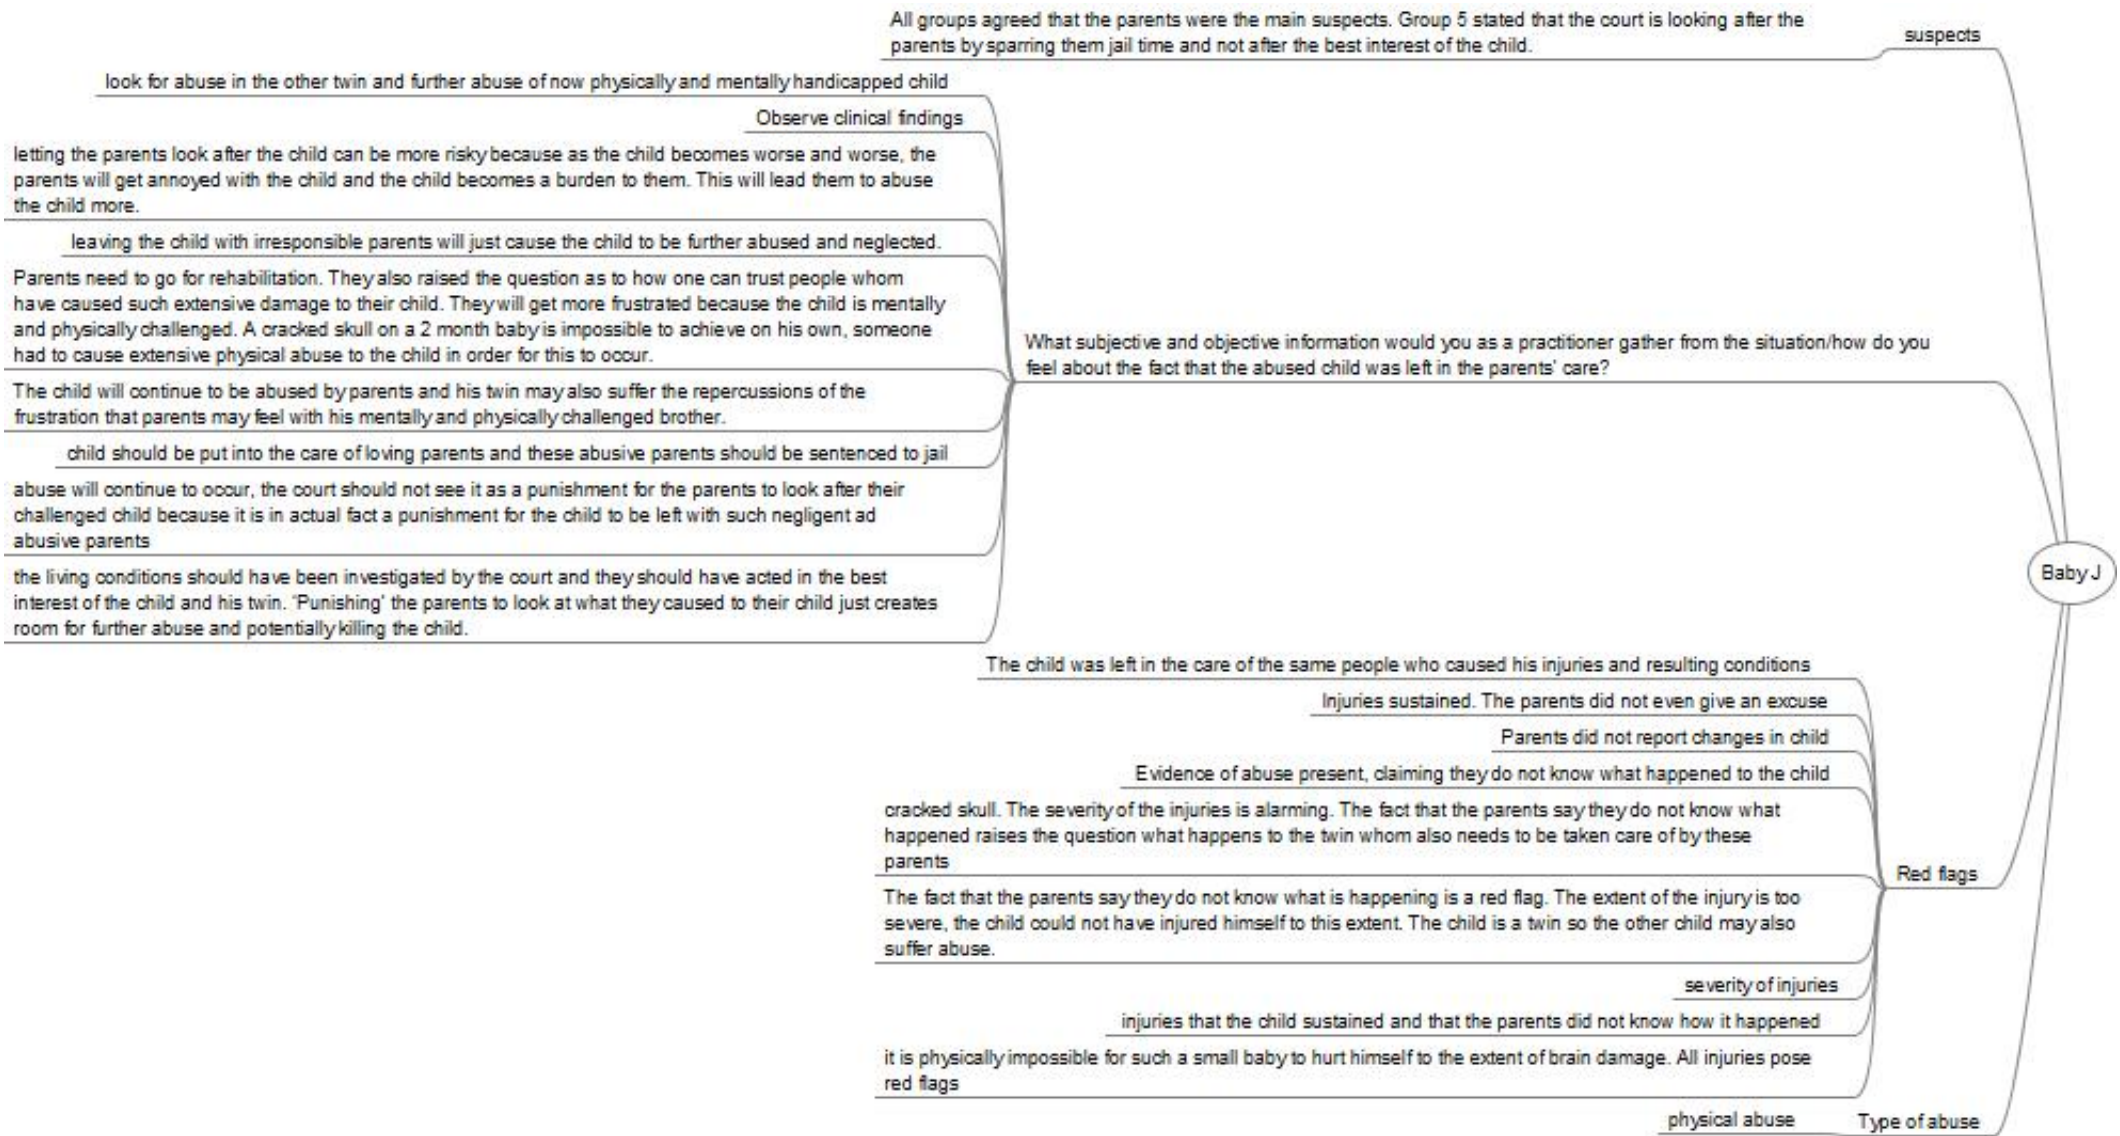 All groups agreed that the parents were the main suspects. Group 5 stated that the court is looking after the
parents by sparring them jail time and not after the best interest of the child.
suspects
look for abuse in the other twin and further abuse of now physically and mentally handicapped child
Observe clinical findings
letting the parents look after the child can be more risky because as the child becomes worse and worse, the
parents will get annoyed with the child and the child becomes a burden to them. This will lead them to abuse
the child more.
leaving the child with irresponsible parents will just cause the child to be further abused and neglected.
Parents need to go for rehabilitation. They also raised the question as to how one can trust people whom
have caused such extensive damage to their child. They will get more frustrated because the child is mentally
and physically challenged. A cracked skull on a 2 month baby is impossible to achieve on his own, someone
had to cause extensive physical abuse to the child in order for this to occur.
The child will continue to be abused by parents and his twin may also suffer the repercussions of the
frustration that parents may feel with his mentally and physically challenged brother.
child should be put into the care of loving parents and these abusive parents should be sentenced to jail
abuse will continue to occur, the court should not see it as a punishment for the parents to look after their
challenged child because it is in actual fact a punishment for the child to be left with such negligent ad
abusive parents
the living conditions should have been investigated by the court and they should have acted in the best
interest of the child and his twin. 'Punishing' the parents to look at what they caused to their child just creates
room for further abuse and potentially killing the child.
What subjective and objective information would you as a practitioner gather from the situation/how do you
feel about the fact that the abused child was left in the parents' care?
Baby J
The child was left in the care of the same people who caused his injuries and resulting conditions
Injuries sustained. The parents did not even give an excuse
Parents did not report changes in child
Evidence of abuse present, claiming they do not know what happened to the child
cracked skull. The severity of the injuries is alarming. The fact that the parents say they do not know what
happened raises the question what happens to the twin whom also needs to be taken care of by these
parents
The fact that the parents say they do not know what is happening is a red flag. The extent of the injury is too
severe, the child could not have injured himself to this extent. The child is a twin so the other child may also
suffer abuse.
severity of injuries
injuries that the child sustained and that the parents did not know how it happened
it is physically impossible for such a small baby to hurt himself to the extent of brain damage. All injuries pose
red flags
Red flags
physical abuse
Type of abuse